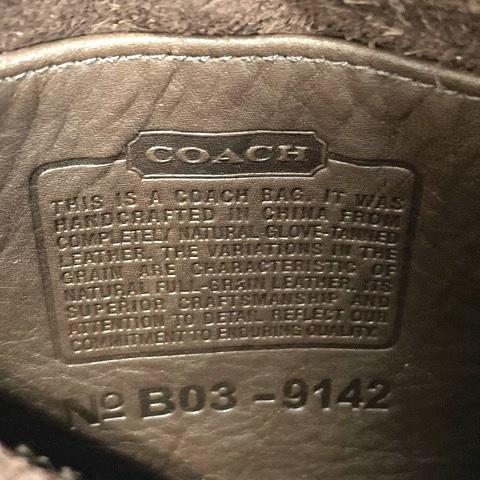 COACH
THIS IS A COACH BAG. IT WAS
HANDCRAFTED IN CHINA FROM
COMPLETELY NATURAL GLOVE-TANNED
LEATHER. THE VARIATIONS IN THE
GRAIN ARE CHARACTERISTIC OF
NATURAL FULL-GRAIN LEATHER. ITS
SUPERIOR CRAFTSMANSHIP AND
ATTENTION TO DETAIL REFLECT OUR
COMMITMENT TO ENDURING QUALITY.
Nº B03-9142